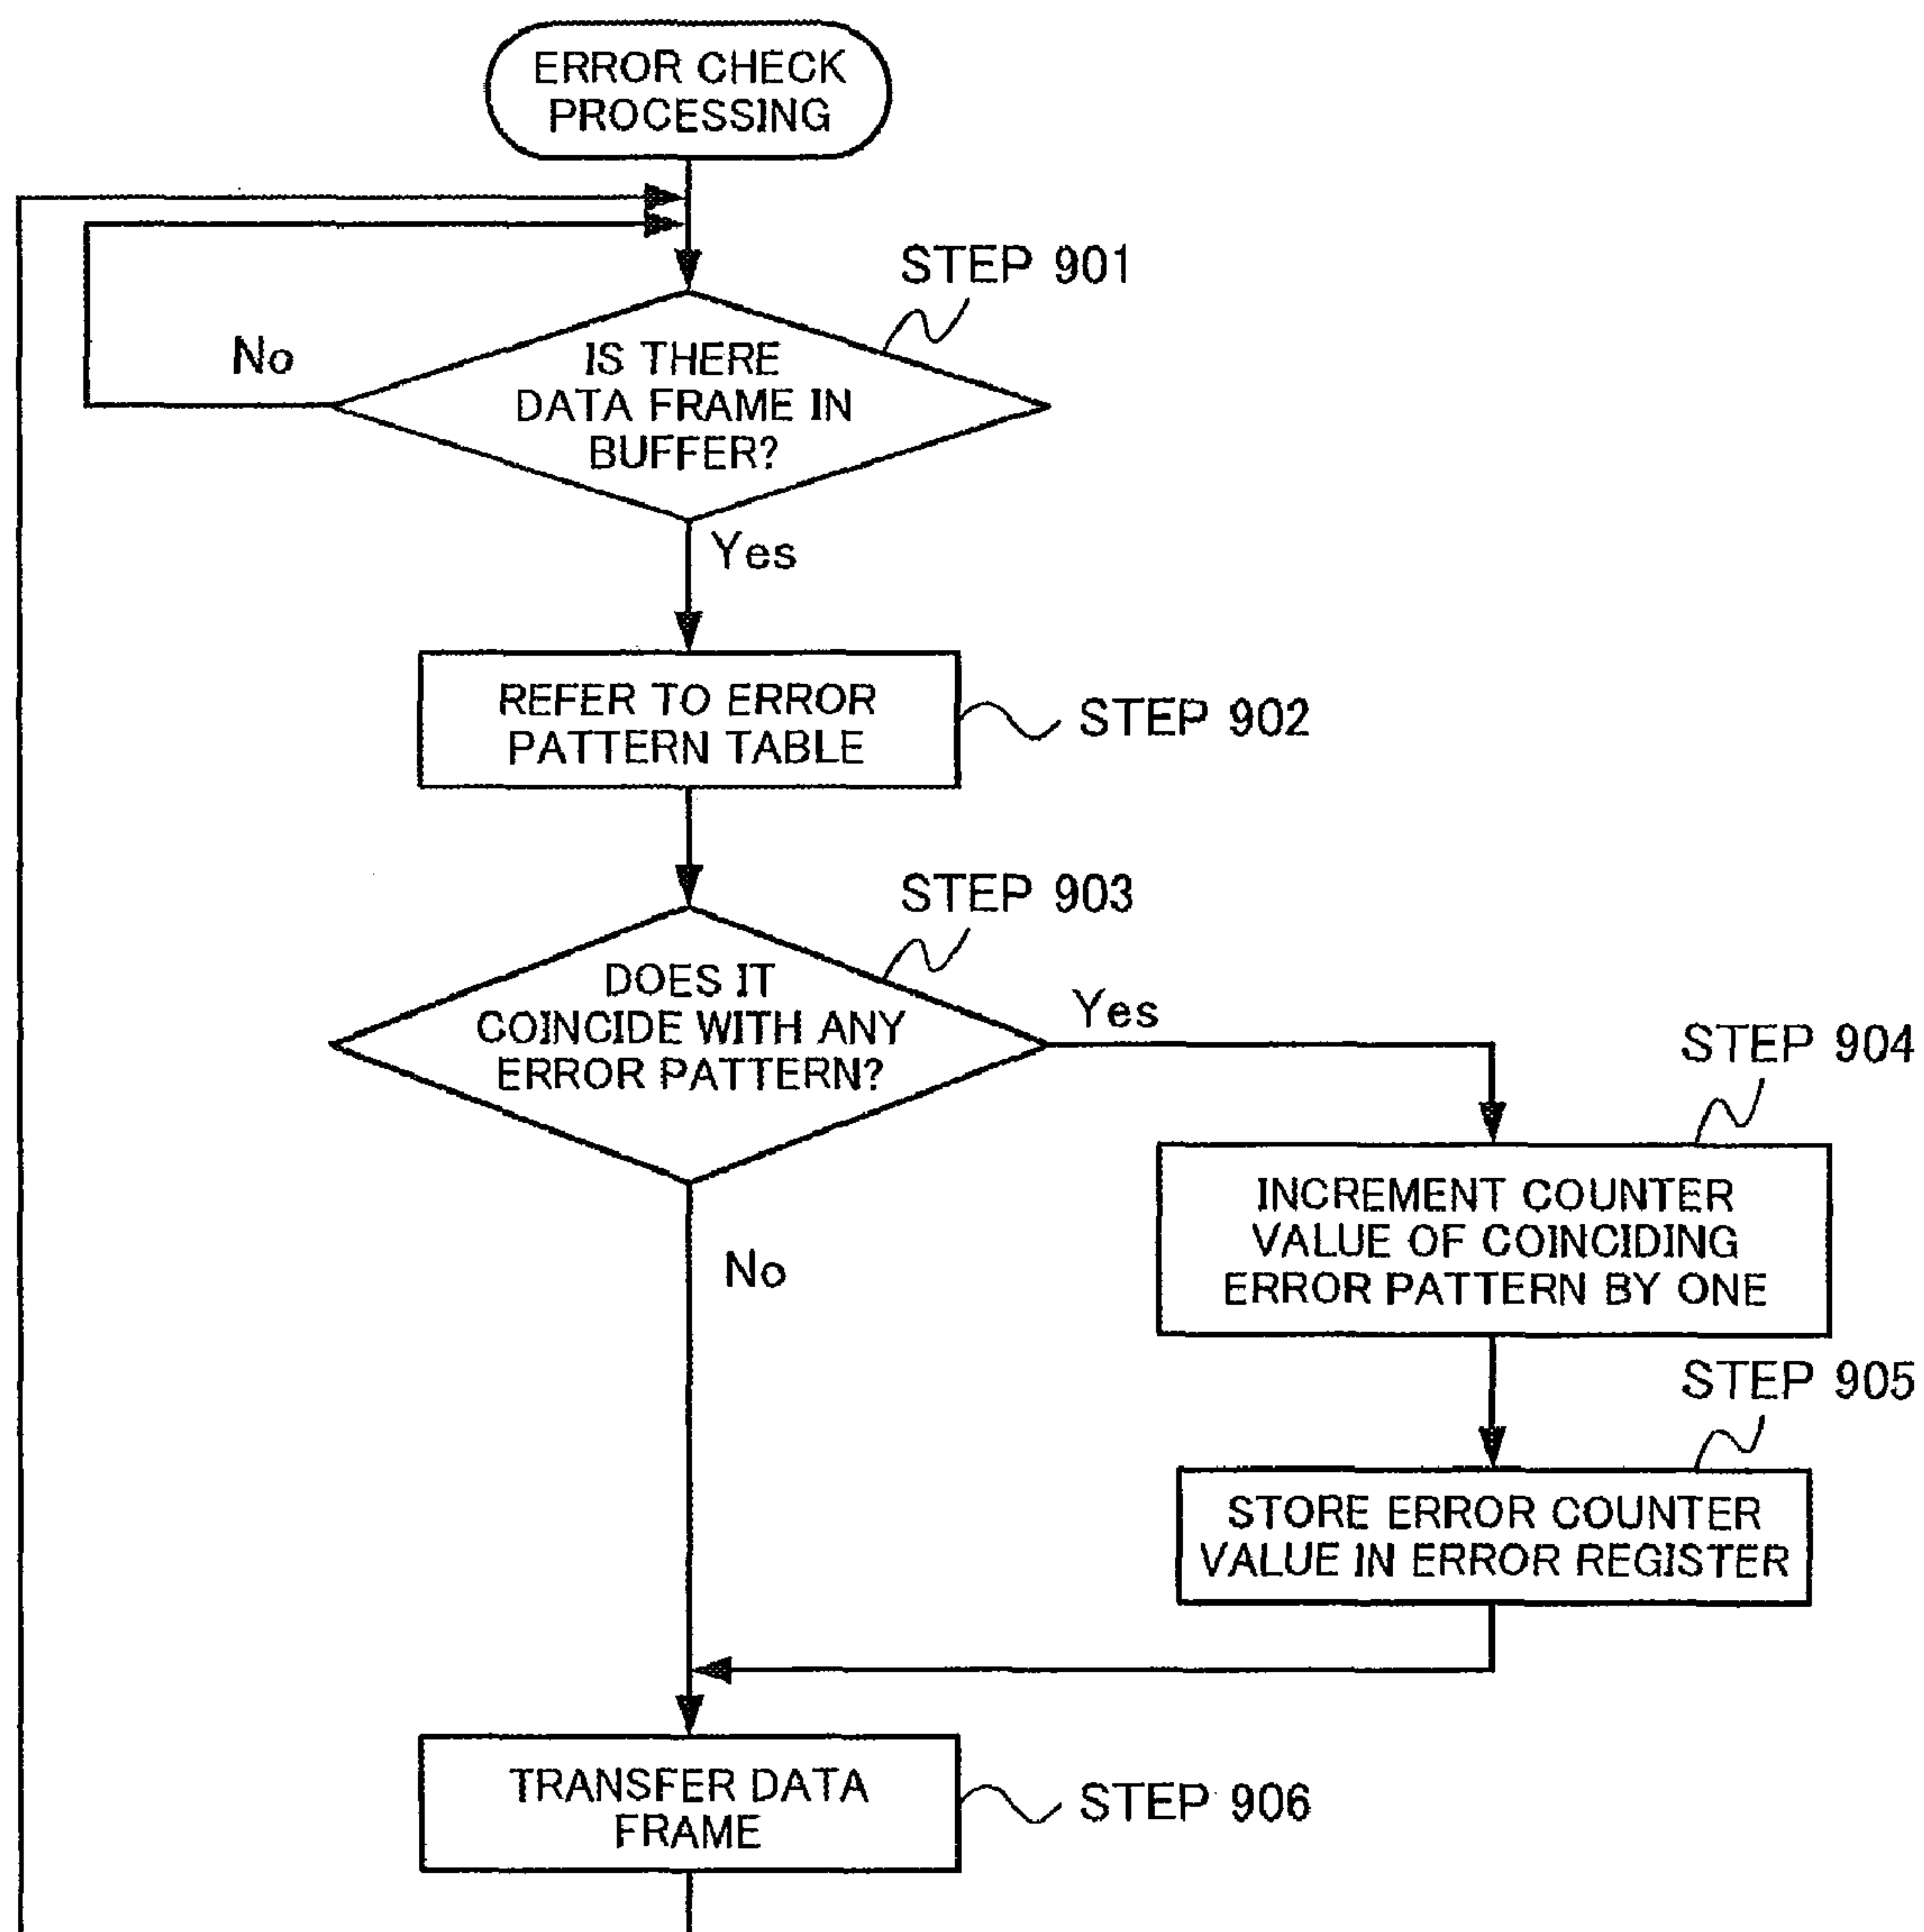 ERROR CHECK
PROCESSING
STEP 901
No
IS THERE
DATA FRAME IN
BUFFER?
Yes
REFER TO ERROR
PATTERN TABLE
STEP 902
STEP 903
DOES IT
COINCIDE WITH ANY
ERROR PATTERN?
Yes
STEP 904
INCREMENT COUNTER
VALUE OF COINCIDING
ERROR PATTERN BY ONE
No
STEP 905
STORE ERROR COUNTER
VALUE IN ERROR REGISTER
TRANSFER DATA
FRAME
STEP 906